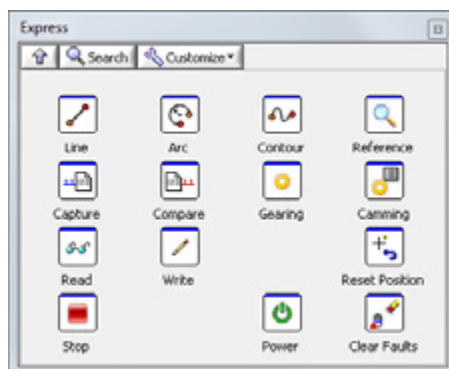 Express
Search Customize
Line Arc Contour Reference
Capture Compare Gearing Camming
Read Write Reset Position
Stop Power Clear Faults